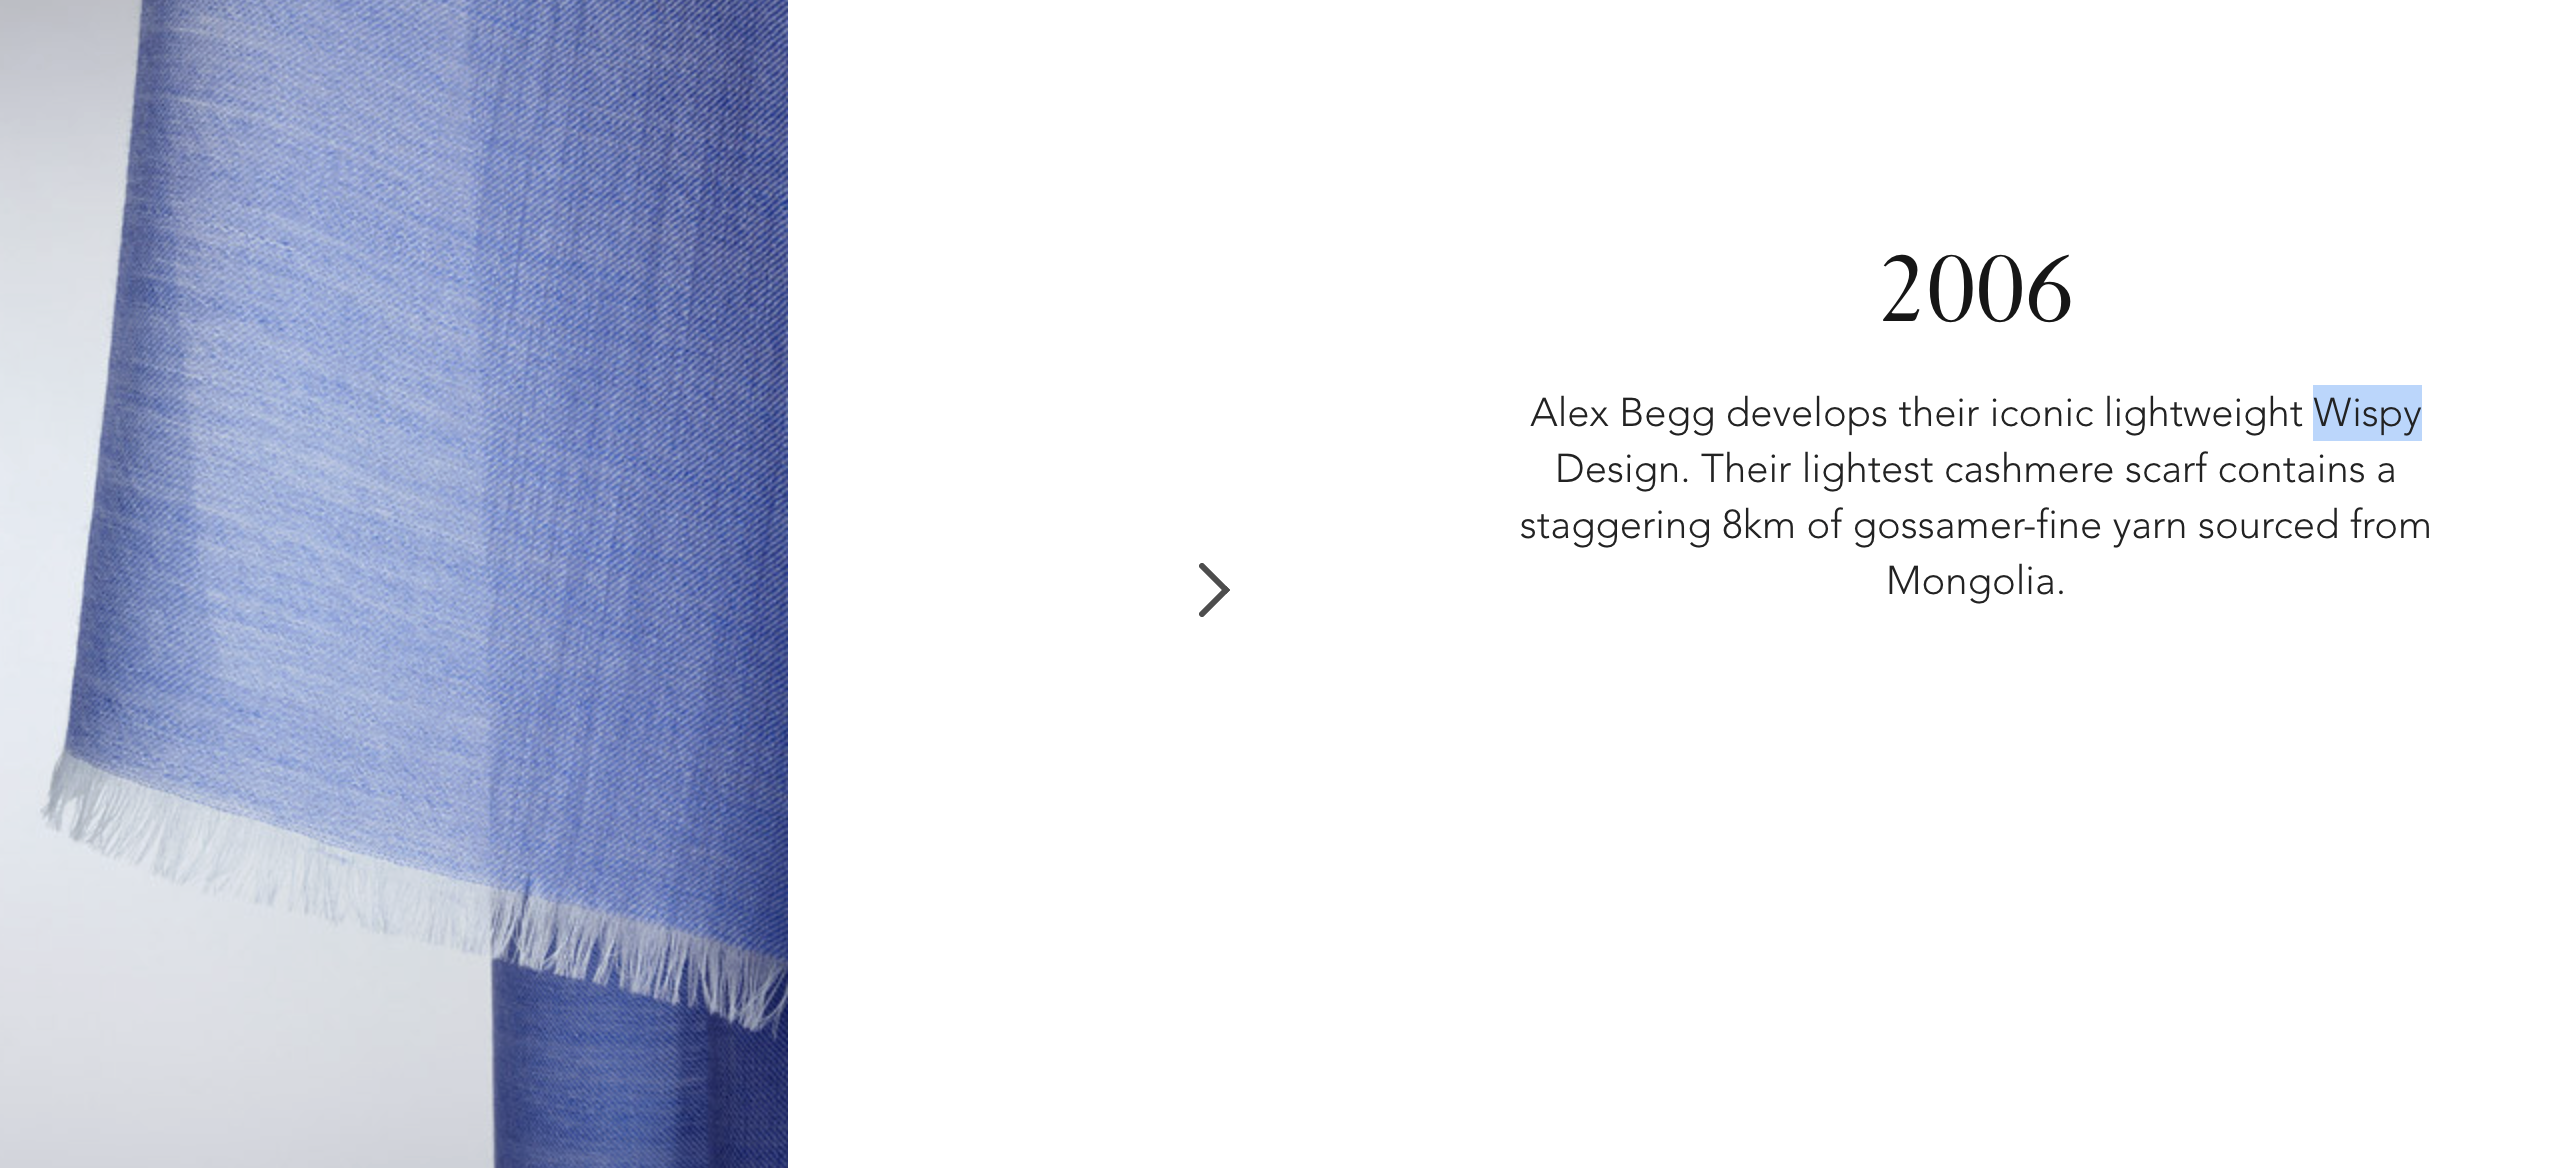 2006
Alex Begg develops their iconic lightweight Wispy
Design. Their lightest cashmere scarf contains a
staggering 8km of gossamer-fine yarn sourced from
Mongolia.